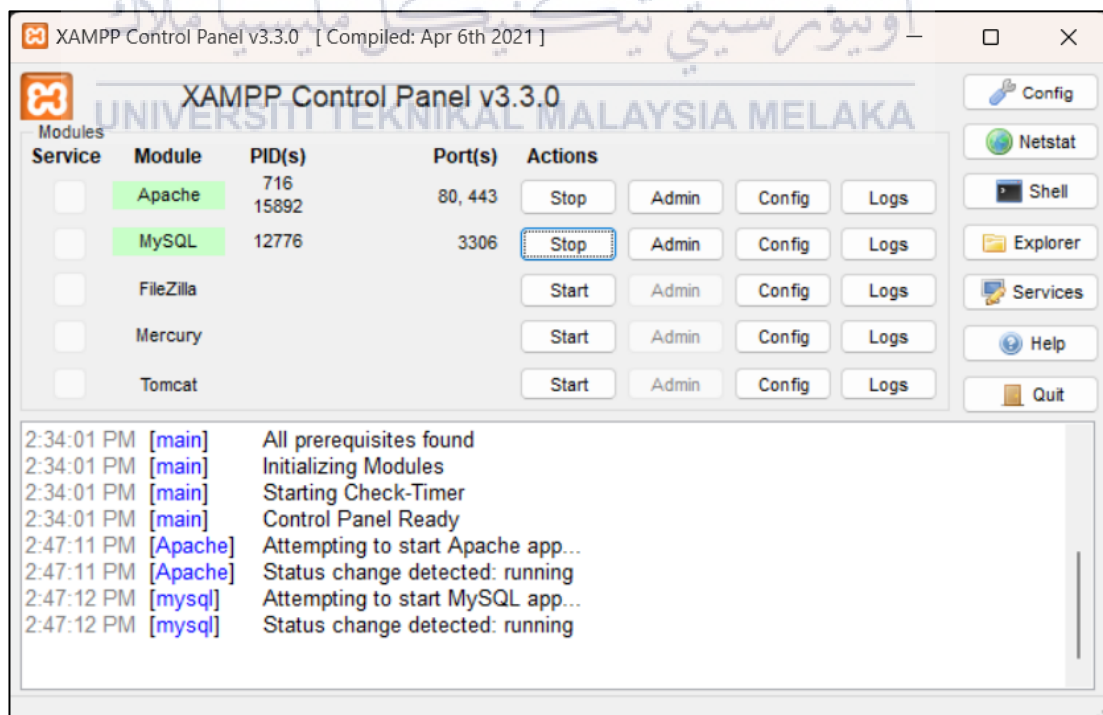 اونيۏرسيتي تيکنيکل مليسيا ملاك
XAMPP Control Panel v3.3.0 [ Compiled: Apr 6th 2021 ]
XAMPP Control Panel v3.3.0
UNIVERSITI TEKNIKAL MALAYSIA MELAKA
Config
Modules
Netstat
Service Module PID(s) Port(s) Actions
Apache 716 15892 80, 443 Stop Admin Config Logs
Shell
MySQL 12776 3306 Stop Admin Config Logs
Explorer
FileZilla Start Admin Config Logs
Services
Mercury Start Admin Config Logs
Help
Tomcat Start Admin Config Logs
Quit
2:34:01 PM [main] All prerequisites found
2:34:01 PM [main] Initializing Modules
2:34:01 PM [main] Starting Check-Timer
2:34:01 PM [main] Control Panel Ready
2:47:11 PM [Apache] Attempting to start Apache app...
2:47:11 PM [Apache] Status change detected: running
2:47:12 PM [mysql] Attempting to start MySQL app...
2:47:12 PM [mysql] Status change detected: running